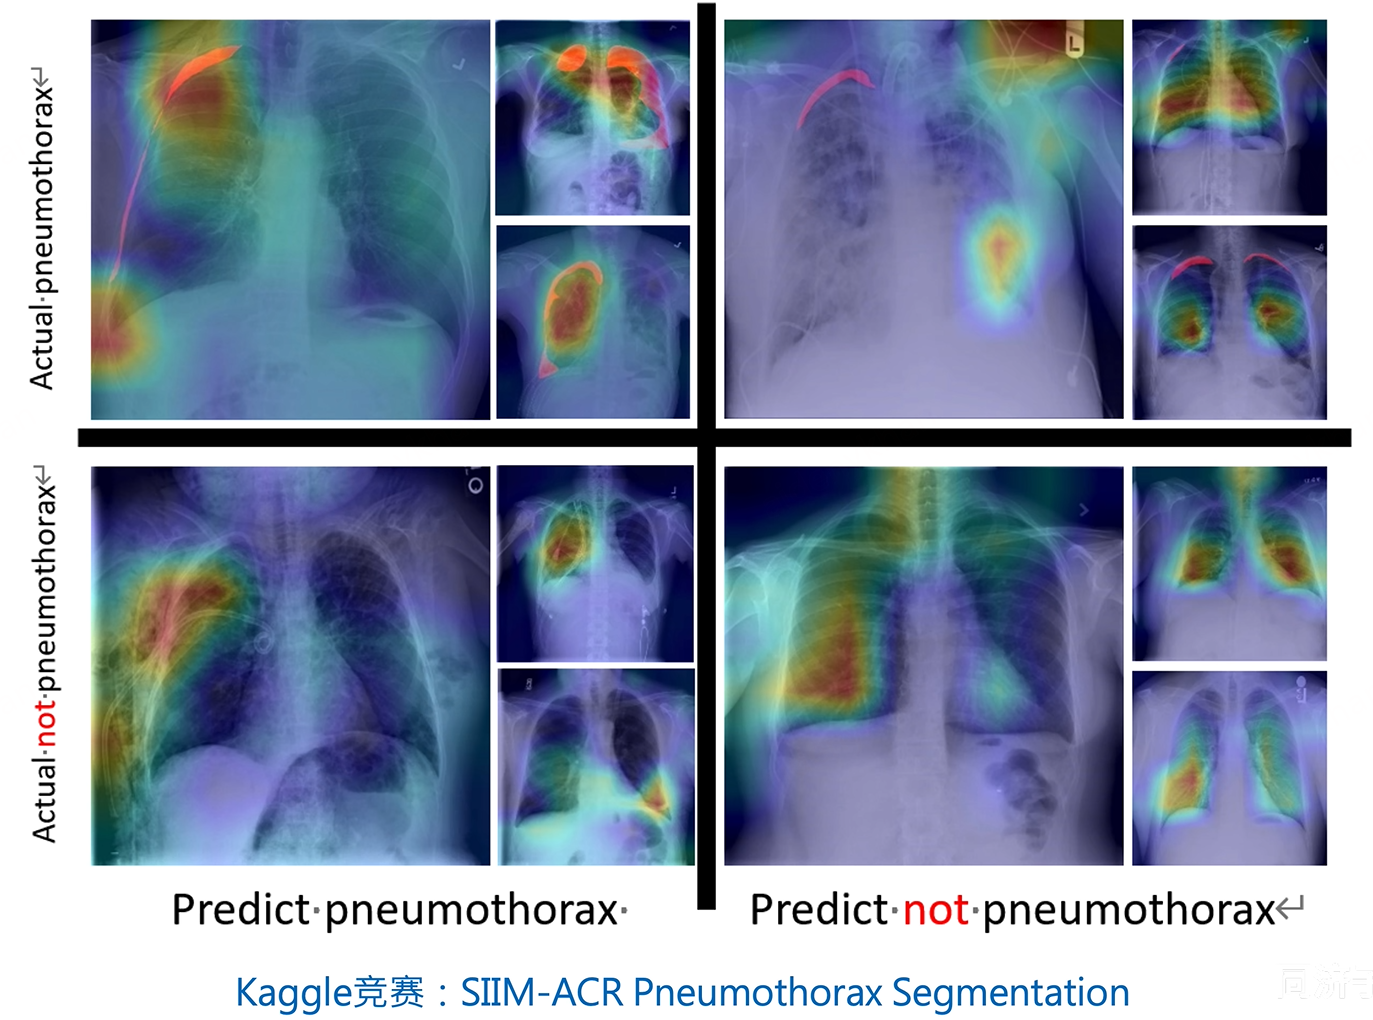 Actual·pneumothorax↵
L
Actual·not·pneumothorax↵
Predict·pneumothorax·
Predict·not·pneumothorax↵
Kaggle竞赛：SIIM-ACR Pneumothorax Segmentation